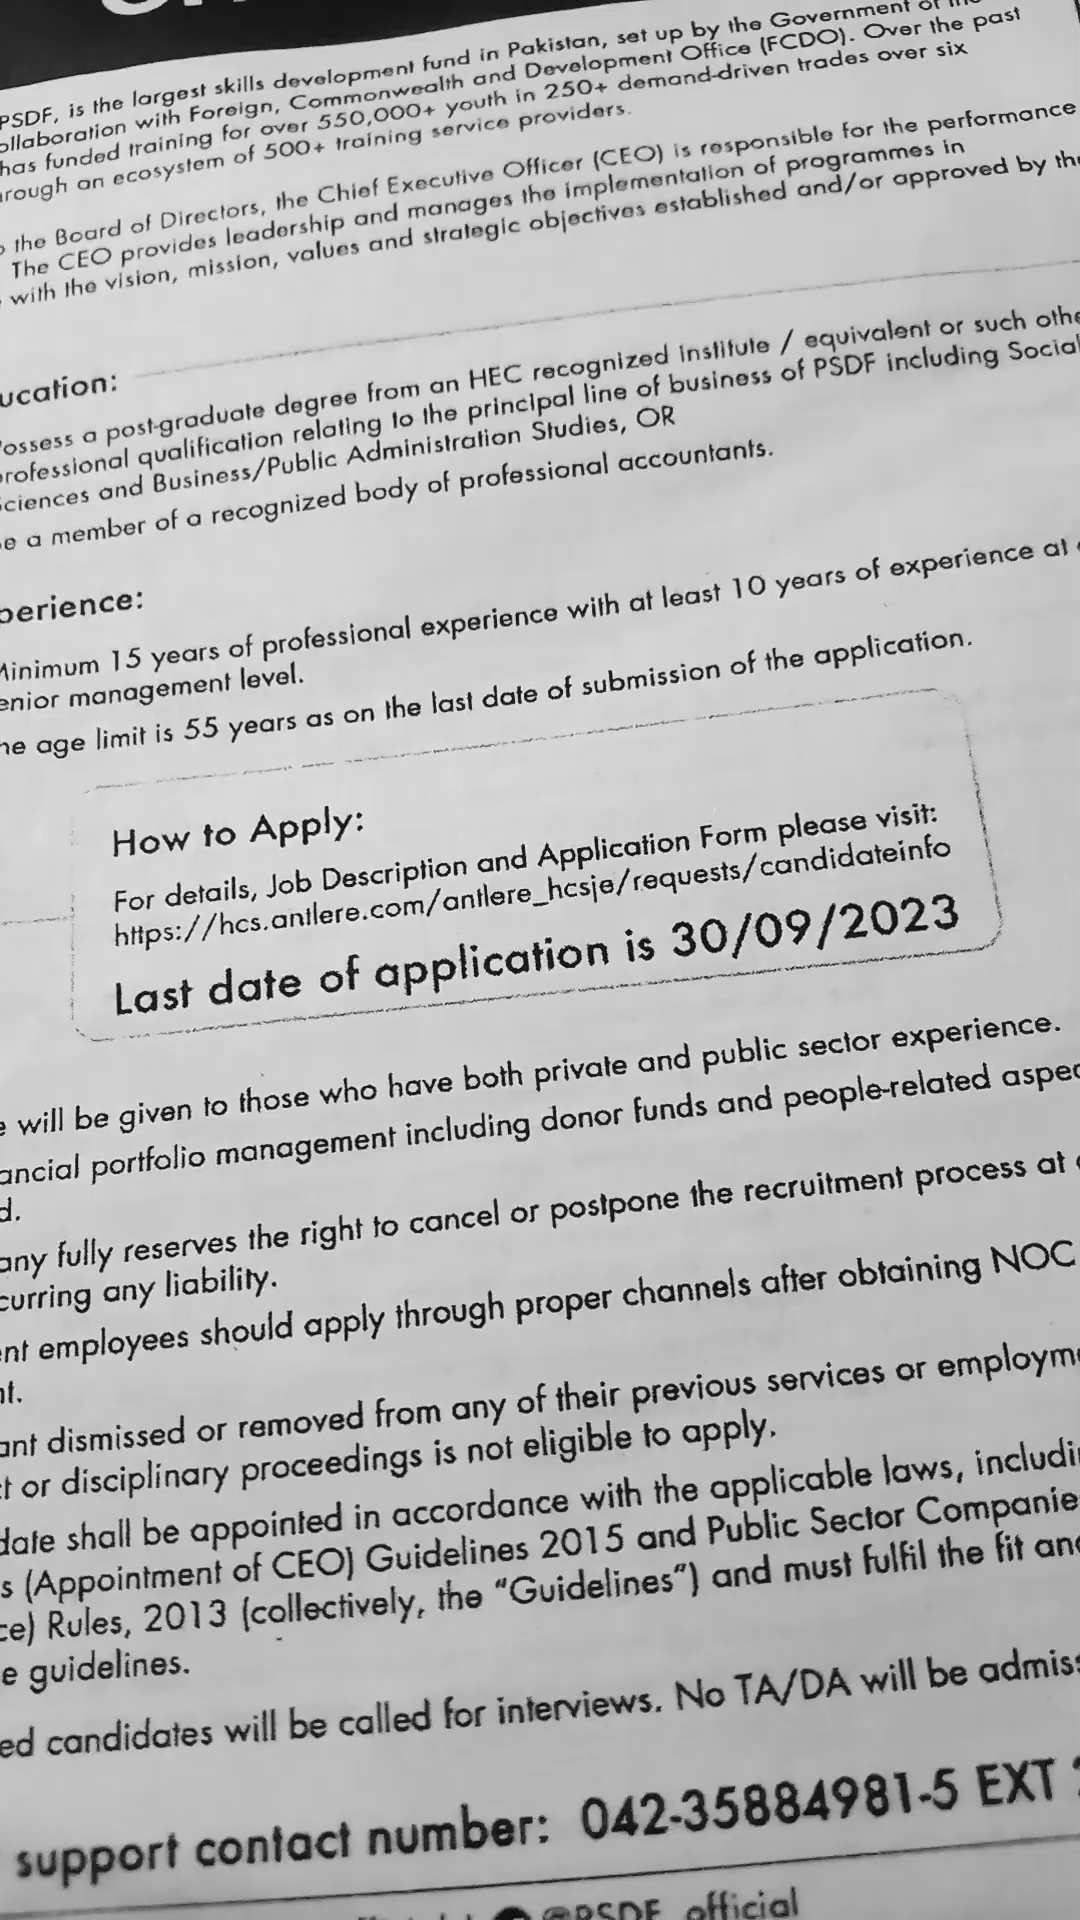 PSDF, is the largest skills development fund in Pakistan, set up by the Government of
ollaboration with Foreign, Commonwealth and Development Office (FCDO). Over the past
has funded training for over 550,000+ youth in 250+ demand-driven trades over six
rough an ecosystem of 500+ training service providers.
the Board of Directors, the Chief Executive Officer (CEO) is responsible for the performance
The CEO provides leadership and manages the implementation of programmes in
with the vision, mission, values and strategic objectives established and/or approved by the
ucation:
ossess a post-graduate degree from an HEC recognized institute / equivalent or such othe
rofessional qualification relating to the principal line of business of PSDF including Social
ciences and Business/Public Administration Studies, OR
e a member of a recognized body of professional accountants.
perience:
Minimum 15 years of professional experience with at least 10 years of experience at
enior management level.
he age limit is 55 years as on the last date of submission of the application.
How to Apply:
For details, Job Description and Application Form please visit:
https://hcs.antlere.com/antlere_hcsje/requests/candidateinfo
Last date of application is 30/09/2023
e will be given to those who have both private and public sector experience.
ancial portfolio management including donor funds and people-related aspec
d.
any fully reserves the right to cancel or postpone the recruitment process at
curring any liability.
ent employees should apply through proper channels after obtaining NOC
nt.
ant dismissed or removed from any of their previous services or employm
t or disciplinary proceedings is not eligible to apply.
date shall be appointed in accordance with the applicable laws, includi
s (Appointment of CEO) Guidelines 2015 and Public Sector Companie
ce) Rules, 2013 (collectively, the "Guidelines") and must fulfil the fit and
e guidelines.
ed candidates will be called for interviews. No TA/DA will be admiss
support contact number: 042-35884981-5 EXT
@PSDF_official